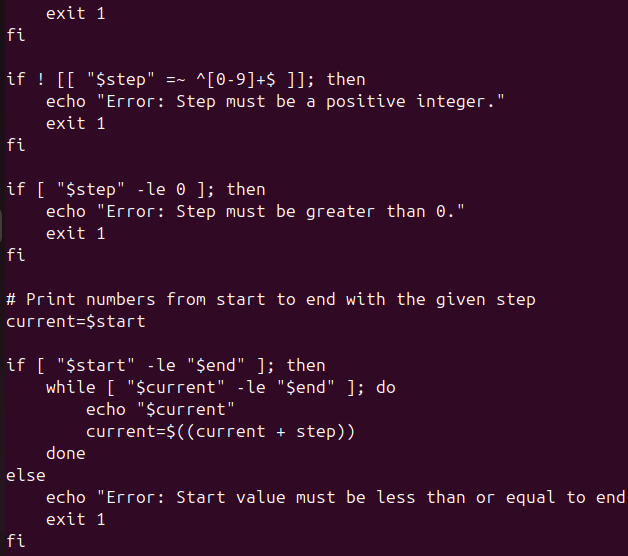 exit 1
fi

if ! [[ "$step" =~ ^[0-9]+$ ]]; then
    echo "Error: Step must be a positive integer."
    exit 1
fi

if [ "$step" -le 0 ]; then
    echo "Error: Step must be greater than 0."
    exit 1
fi

# Print numbers from start to end with the given step
current=$start

if [ "$start" -le "$end" ]; then
    while [ "$current" -le "$end" ]; do
        echo "$current"
        current=$((current + step))
    done
else
    echo "Error: Start value must be less than or equal to end
    exit 1
fi